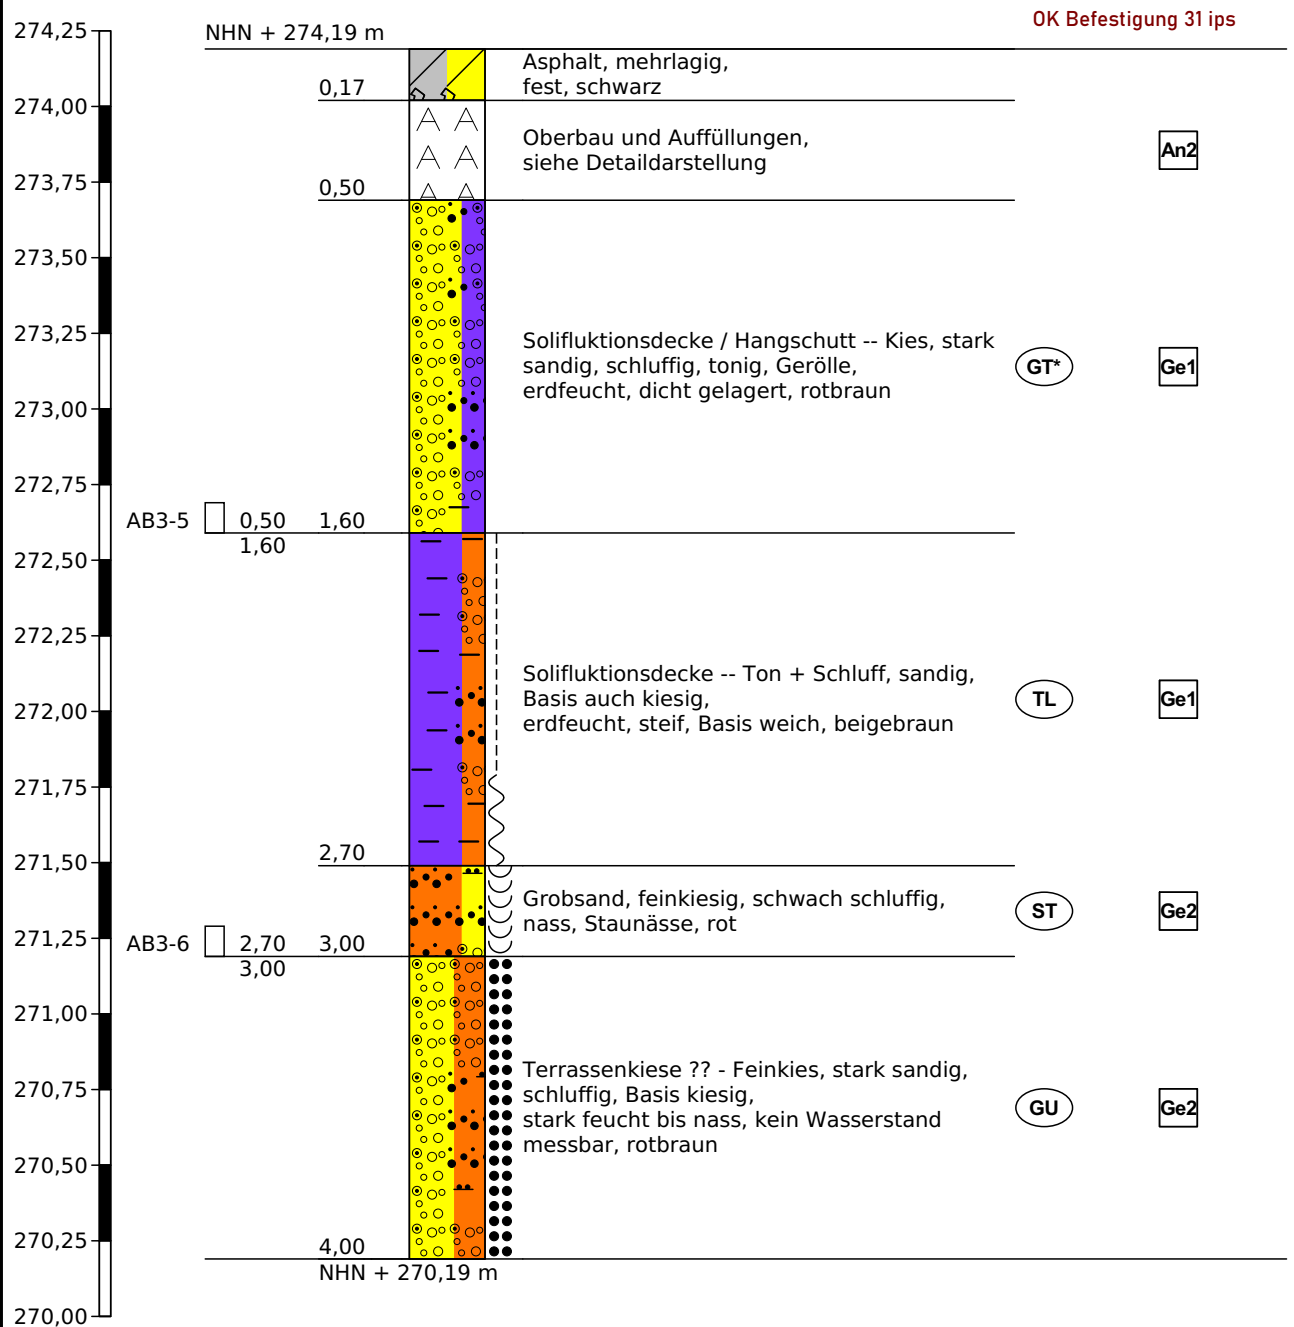 OK Befestigung 31 ips
274,25
NHN + 274,19 m
Asphalt, mehrlagig,
fest, schwarz
0,17
274,00
Oberbau und Auffüllungen,
siehe Detaildarstellung
An2
273,75
0,50
273,50
273,25
Solifluktionsdecke / Hangschutt -- Kies, stark
sandig, schluffig, tonig, Gerölle,
erdfeucht, dicht gelagert, rotbraun
GT*
Ge1
273,00
272,75
AB3-5
0,50
1,60
1,60
272,50
272,25
Solifluktionsdecke -- Ton + Schluff, sandig,
Basis auch kiesig,
erdfeucht, steif, Basis weich, beigebraun
TL
Ge1
272,00
271,75
2,70
271,50
Grobsand, feinkiesig, schwach schluffig,
nass, Staunässe, rot
ST
Ge2
271,25
AB3-6
2,70
3,00
3,00
271,00
270,75
Terrassenkiese ?? - Feinkies, stark sandig,
schluffig, Basis kiesig,
stark feucht bis nass, kein Wasserstand
messbar, rotbraun
GU
Ge2
270,50
270,25
4,00
NHN + 270,19 m
270,00